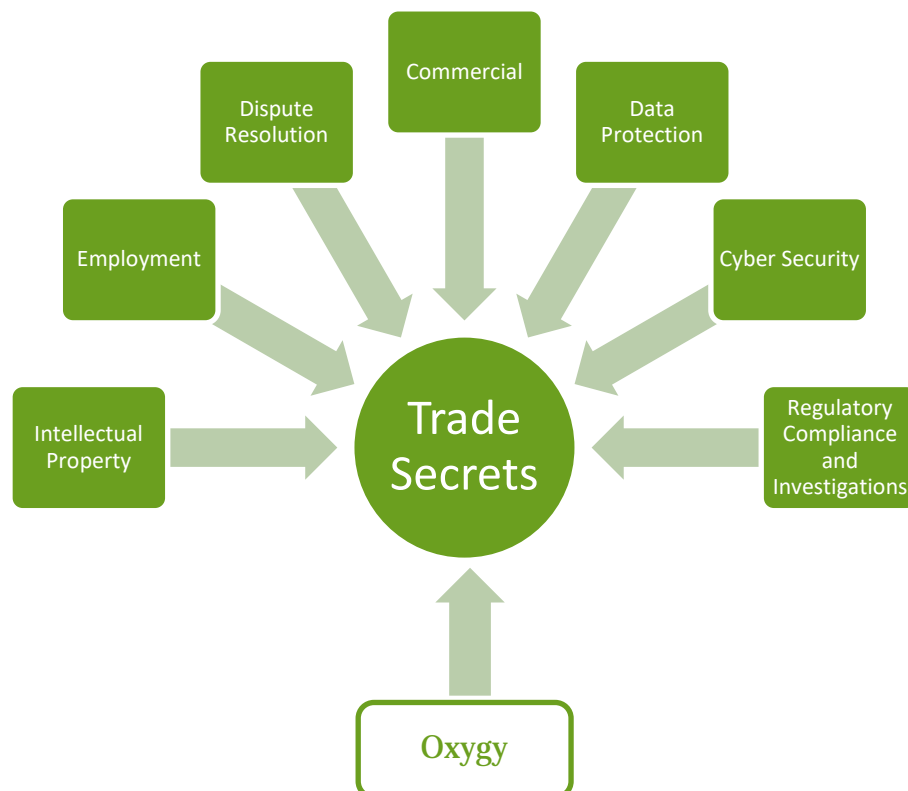 Commercial
Dispute
Resolution
Data
Protection
Employment
Cyber Security
Intellectual
Property
Trade
Secrets
Regulatory
Compliance
and
Investigations
Oxygy